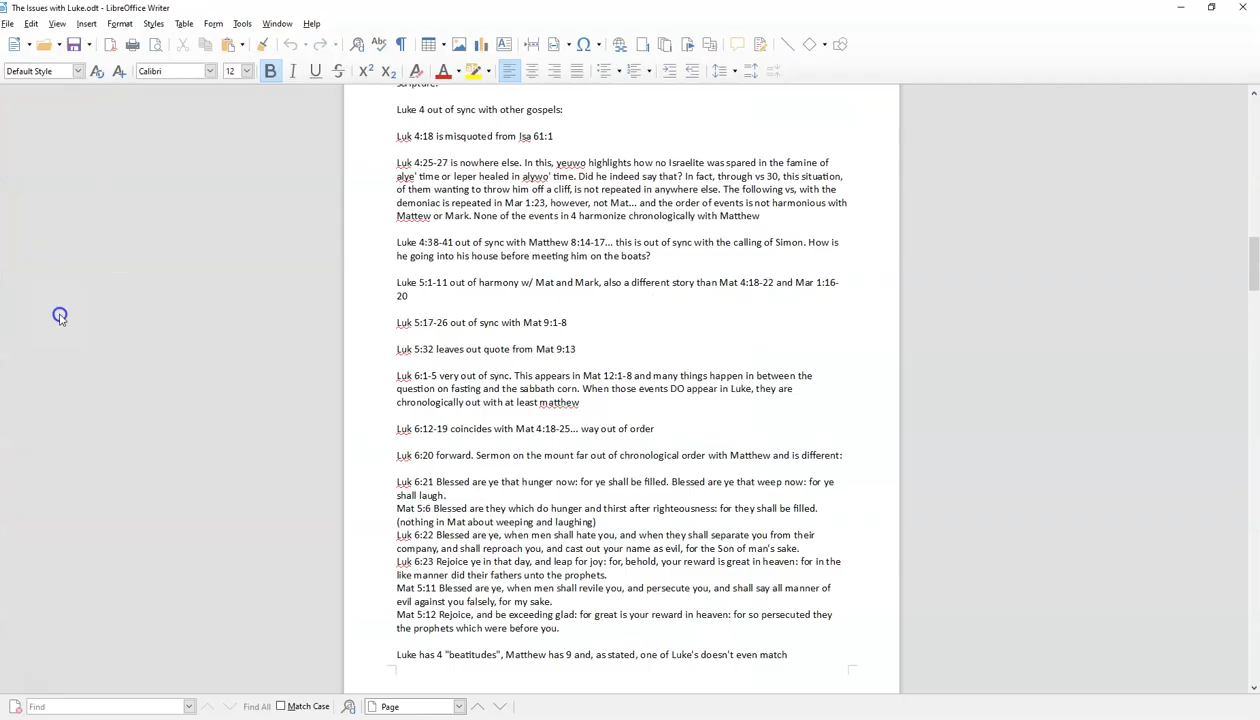 The Issues with Luke.odt - LibreOffice Writer
File Edit View Insert Format Styles Table Form Tools Window Help
Default Style Calibri 12
Luke 4 out of sync with other gospels:
Luk 4:18 is misquoted from Isa 61:1
Luk 4:25-27 is nowhere else. In this, yeuwo highlights how no Israelite was spared in the famine of
alye' time or leper healed in alywo' time. Did he indeed say that? In fact, through vs 30, this situation,
of them wanting to throw him off a cliff, is not repeated in anywhere else. The following vs, with the
demoniac is repeated in Mar 1:23, however, not Mat... and the order of events is not harmonious with
Mattew or Mark. None of the events in 4 harmonize chronologically with Matthew
Luke 4:38-41 out of sync with Matthew 8:14-17... this is out of sync with the calling of Simon. How is
he going into his house before meeting him on the boats?
Luke 5:1-11 out of harmony w/ Mat and Mark, also a different story than Mat 4:18-22 and Mar 1:16-
20
Luk 5:17-26 out of sync with Mat 9:1-8
Luk 5:32 leaves out quote from Mat 9:13
Luk 6:1-5 very out of sync. This appears in Mat 12:1-8 and many things happen in between the
question on fasting and the sabbath corn. When those events DO appear in Luke, they are
chronologically out with at least matthew
Luk 6:12-19 coincides with Mat 4:18-25... way out of order
Luk 6:20 forward. Sermon on the mount far out of chronological order with Matthew and is different:
Luk 6:21 Blessed are ye that hunger now: for ye shall be filled. Blessed are ye that weep now: for ye
shall laugh.
Mat 5:6 Blessed are they which do hunger and thirst after righteousness: for they shall be filled.
(nothing in Mat about weeping and laughing)
Luk 6:22 Blessed are ye, when men shall hate you, and when they shall separate you from their
company, and shall reproach you, and cast out your name as evil, for the Son of man's sake.
Luk 6:23 Rejoice ye in that day, and leap for joy: for, behold, your reward is great in heaven: for in the
like manner did their fathers unto the prophets.
Mat 5:11 Blessed are ye, when men shall revile you, and persecute you, and shall say all manner of
evil against you falsely, for my sake.
Mat 5:12 Rejoice, and be exceeding glad: for great is your reward in heaven: for so persecuted they
the prophets which were before you.
Luke has 4 "beatitudes", Matthew has 9 and, as stated, one of Luke's doesn't even match
Find Find All Match Case Page